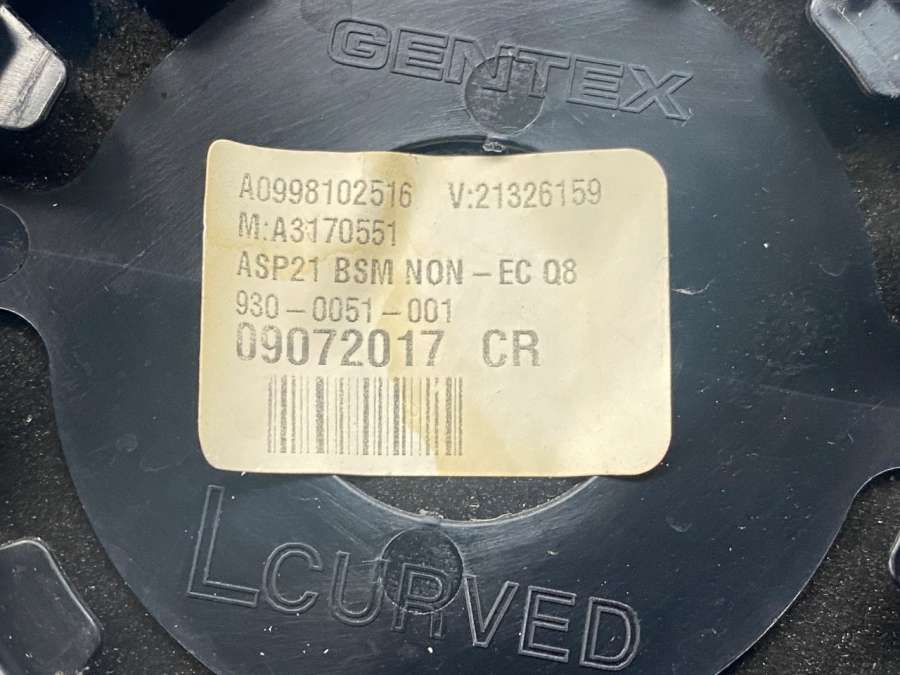 GENTEX
A0998102516 V:21326159
M:A3170551
ASP21 BSM NON-EC Q8
930-0051-001
09072017 CR
LCURVED